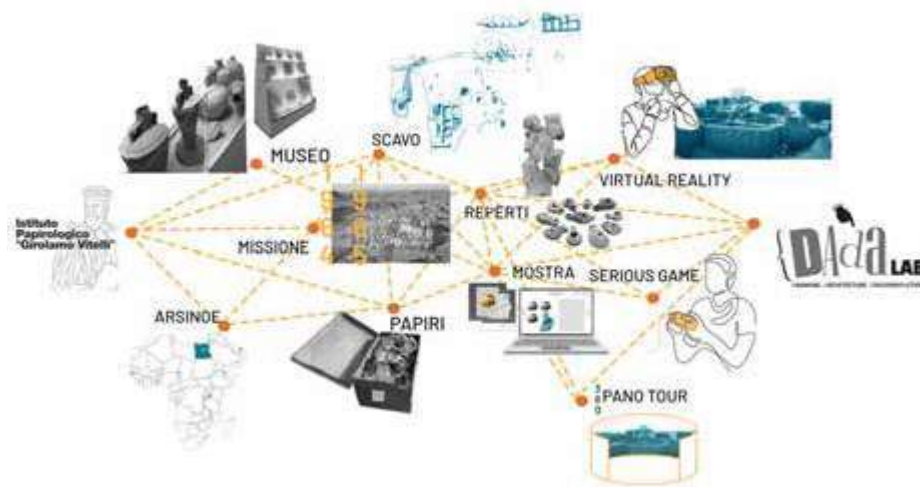 MUSEO
SCAVO
VIRTUAL REALITY
REPERTI
Istituto
Papirologico
"Girolamo Vitelli"
MISSIONE
MOSTRA
SERIOUS GAME
{DAda LAB
ARSINOE
PAPIRI
360 PANO TOUR